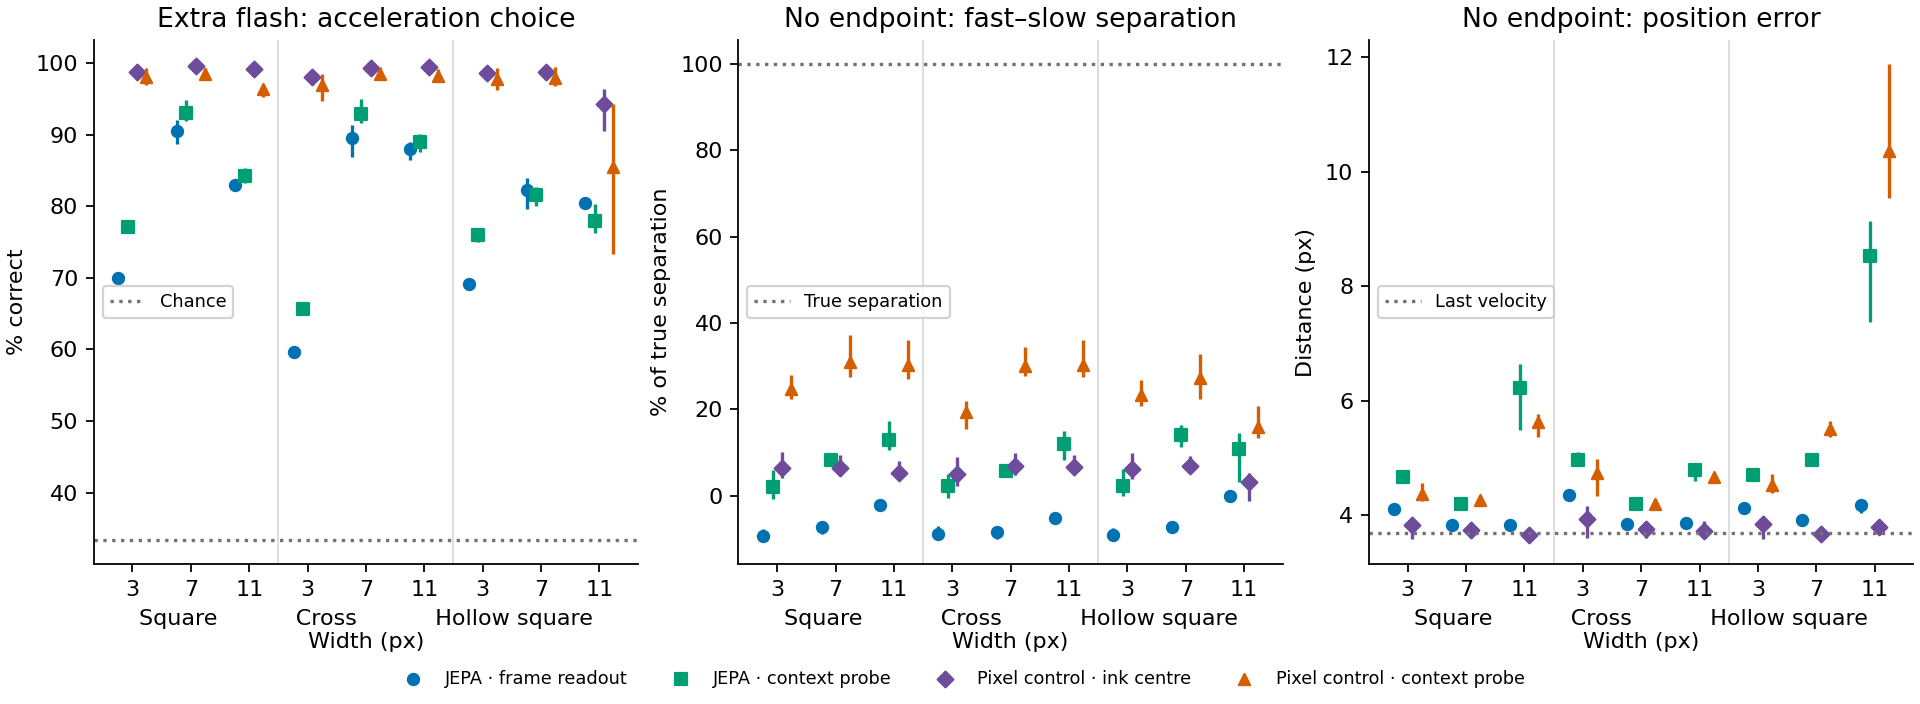 Extra flash: acceleration choice
% correct
100
90
80
70
60
50
40
Chance
3 7 11 3 7 11 3 7 11
Square Cross Hollow square
Width (px)
No endpoint: fast–slow separation
% of true separation
100
80
60
40
20
0
True separation
3 7 11 3 7 11 3 7 11
Square Cross Hollow square
Width (px)
No endpoint: position error
Distance (px)
12
10
8
6
4
Last velocity
3 7 11 3 7 11 3 7 11
Square Cross Hollow square
Width (px)
JEPA · frame readout JEPA · context probe Pixel control · ink centre Pixel control · context probe